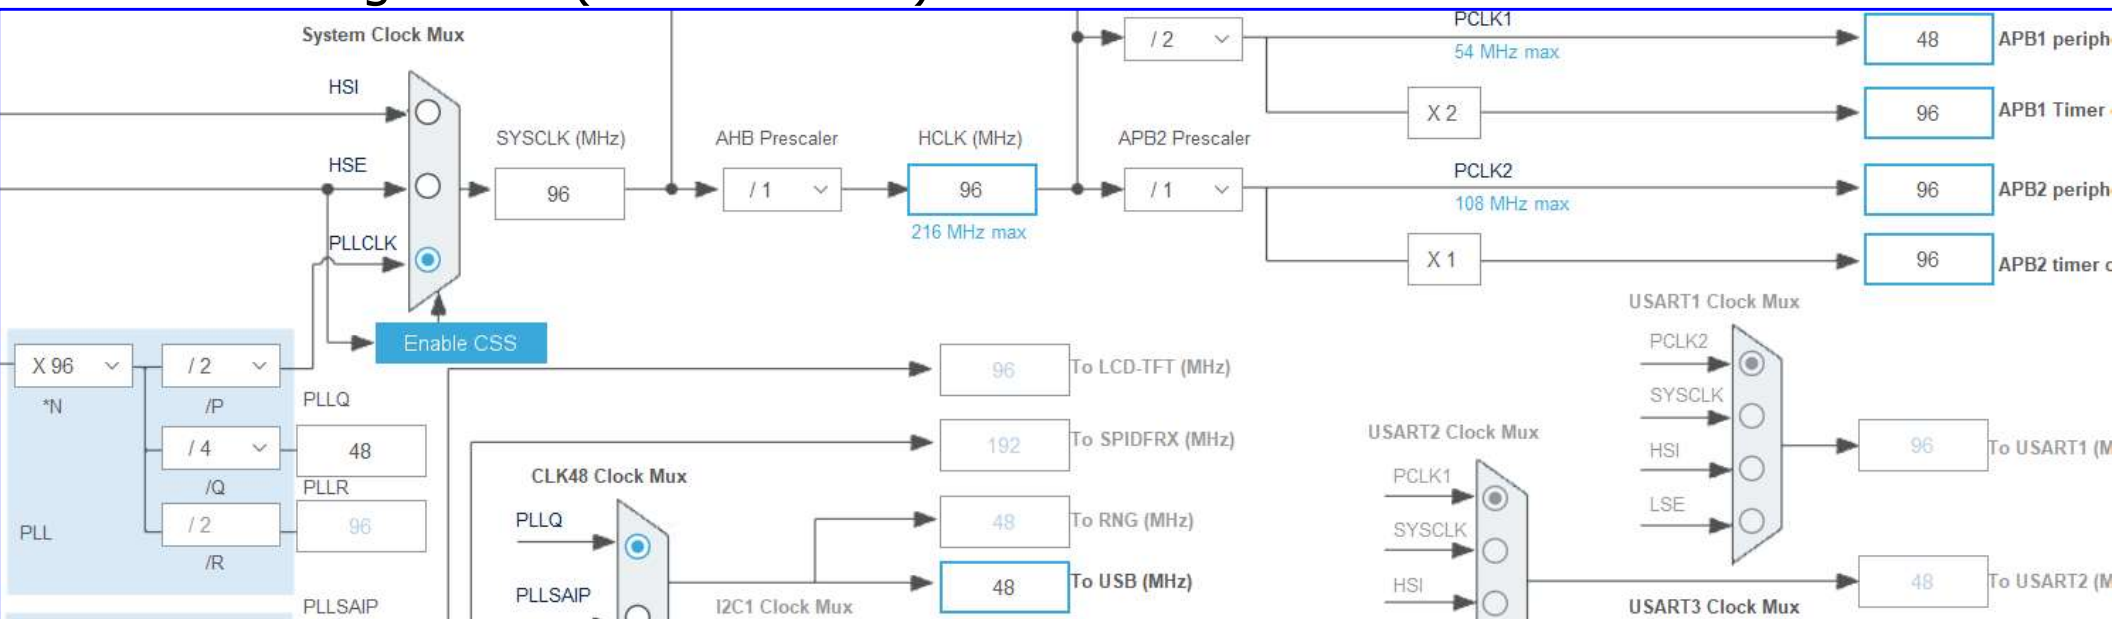 System Clock Mux
HSI
HSE
PLLCLK
SYSCLK (MHz)
96
AHB Prescaler
/ 1
HCLK (MHz)
96
216 MHz max
/ 2
PCLK1
54 MHz max
48
APB1 periph
X 2
96
APB1 Timer
APB2 Prescaler
/ 1
PCLK2
108 MHz max
96
APB2 periph
X 1
96
APB2 timer
Enable CSS
X 96
*N
/ 2
/P
PLLQ
/ 4
/Q
48
PLLR
/ 2
/R
96
PLL
PLLSAIP
96
To LCD-TFT (MHz)
192
To SPIDFRX (MHz)
CLK48 Clock Mux
PLLQ
PLLSAIP
48
To RNG (MHz)
48
To USB (MHz)
I2C1 Clock Mux
USART1 Clock Mux
PCLK2
SYSCLK
HSI
LSE
96
To USART1 (M
USART2 Clock Mux
PCLK1
SYSCLK
HSI
48
To USART2 (M
USART3 Clock Mux